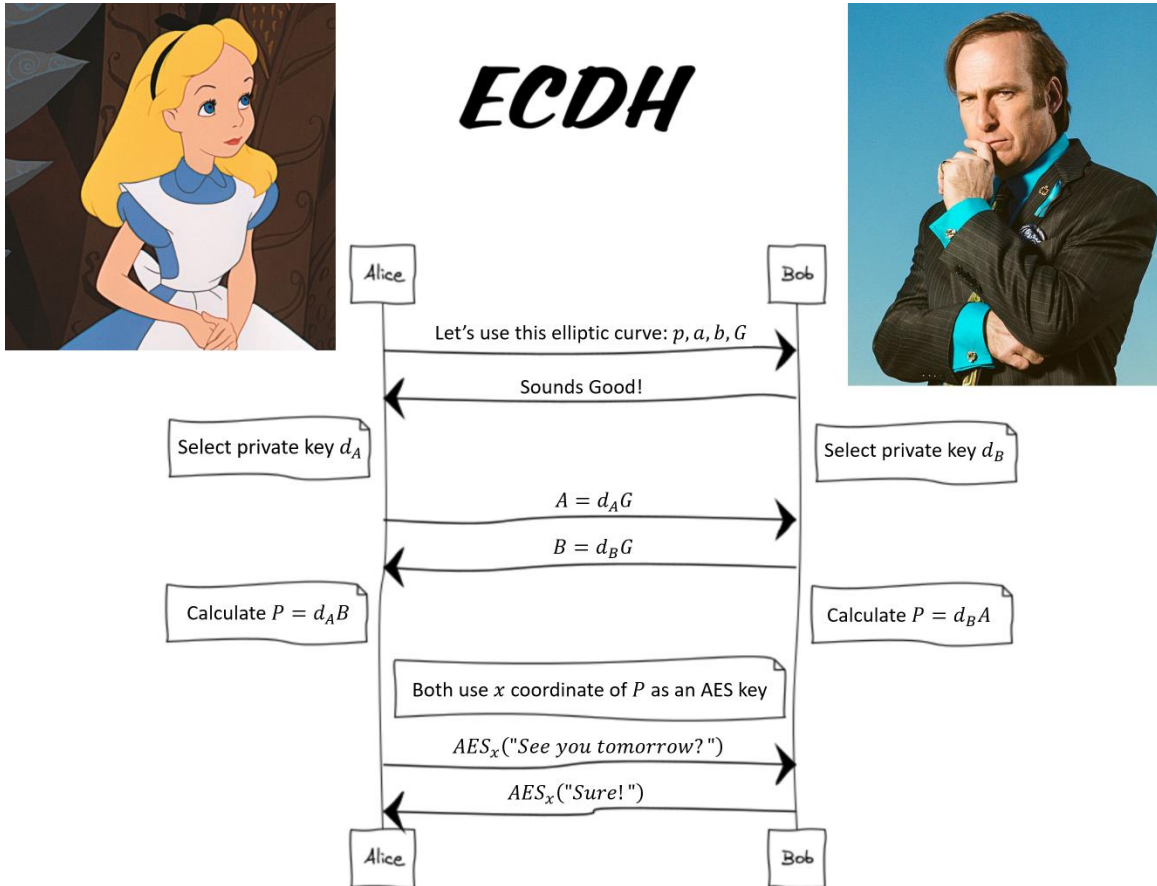 ECDH
Alice
Bob
Let's use this elliptic curve: p, a, b, G
Sounds Good!
Select private key d_A
Select private key d_B
A = d_AG
B = d_BG
Calculate P = d_AB
Calculate P = d_BA
Both use x coordinate of P as an AES key
AES_x("See you tomorrow?")
AES_x("Sure!")
Alice
Bob